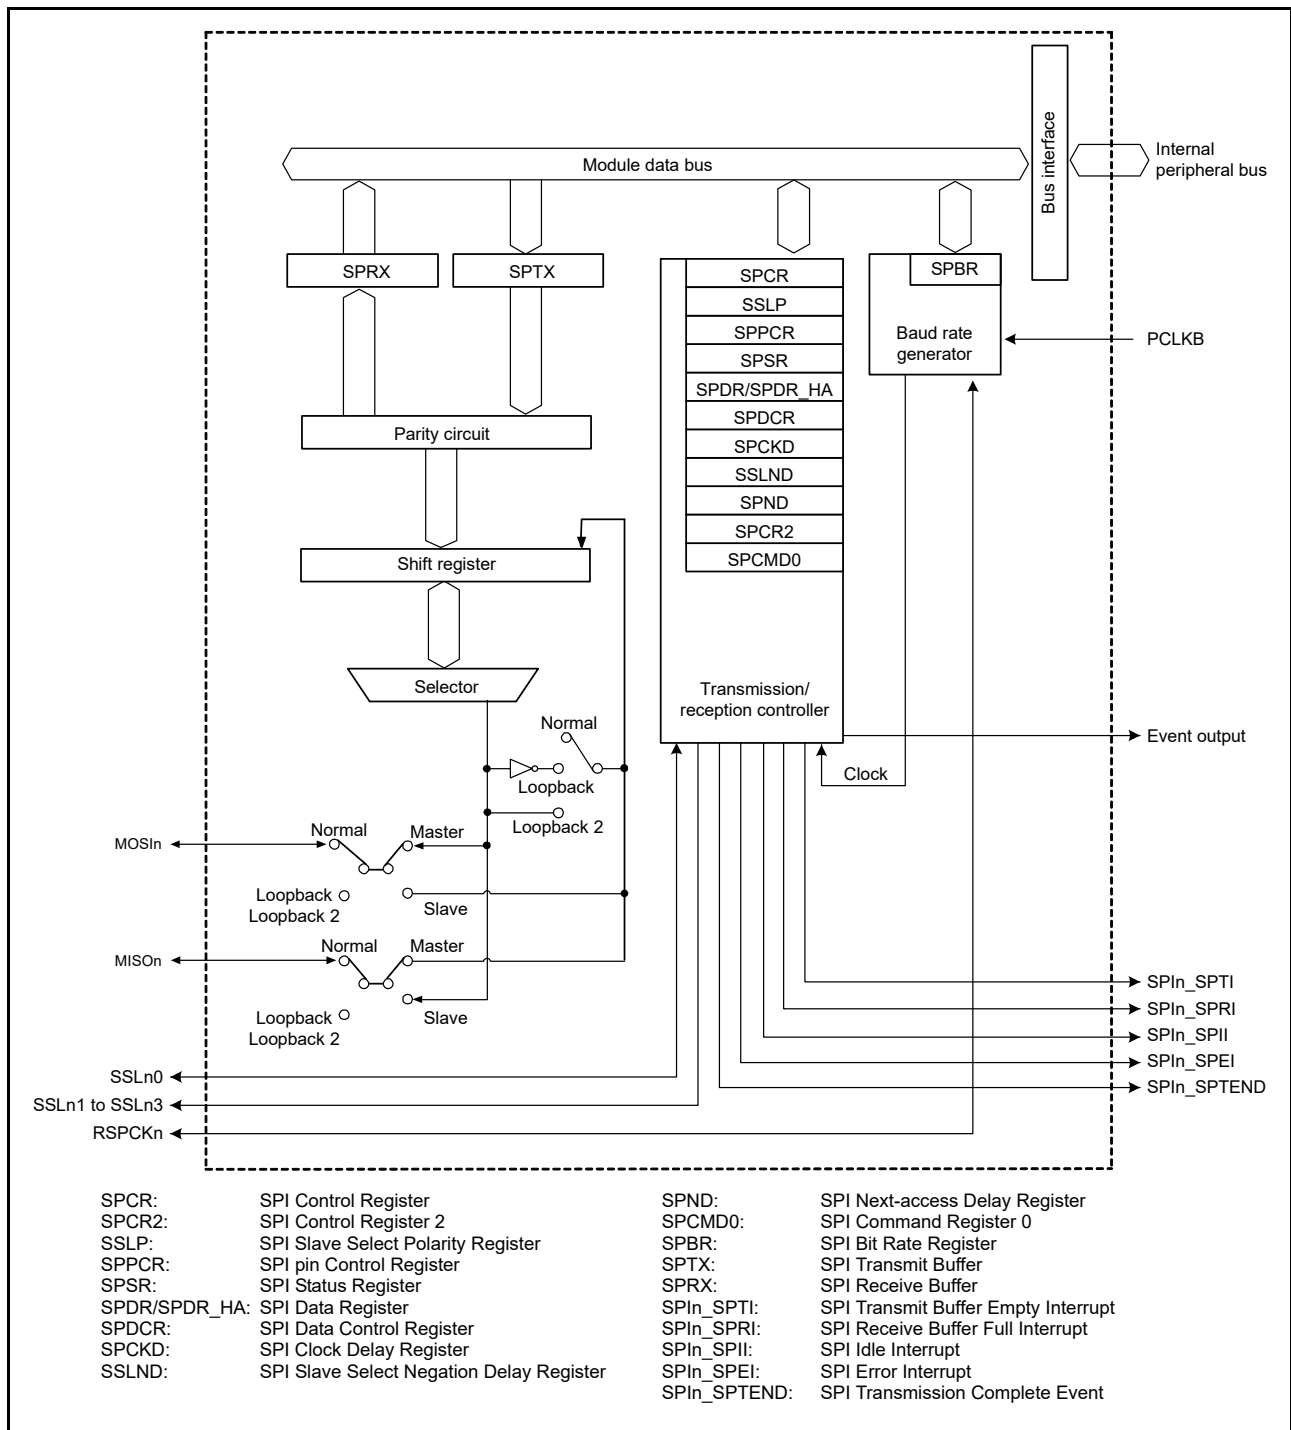 Module data bus
Bus interface
Internal
peripheral bus
SPRX
SPTX
SPCR
SSLP
SPPCR
SPSR
SPDR/SPDR_HA
SPDCR
SPCKD
SSLND
SPND
SPCR2
SPCMD0
Transmission/
reception controller
SPBR
Baud rate
generator
PCLKB
Parity circuit
Shift register
Selector
Normal
Loopback
Loopback 2
Clock
Event output
MOSIn
Normal
Master
Loopback
Loopback 2
Slave
MISOn
Normal
Master
Loopback
Loopback 2
Slave
SSLn0
SSLn1 to SSLn3
RSPCKn
SPIn_SPTI
SPIn_SPRI
SPIn_SPII
SPIn_SPEI
SPIn_SPTEND
SPCR: SPI Control Register
SPCR2: SPI Control Register 2
SSLP: SPI Slave Select Polarity Register
SPPCR: SPI pin Control Register
SPSR: SPI Status Register
SPDR/SPDR_HA: SPI Data Register
SPDCR: SPI Data Control Register
SPCKD: SPI Clock Delay Register
SSLND: SPI Slave Select Negation Delay Register
SPND: SPI Next-access Delay Register
SPCMD0: SPI Command Register 0
SPBR: SPI Bit Rate Register
SPTX: SPI Transmit Buffer
SPRX: SPI Receive Buffer
SPIn_SPTI: SPI Transmit Buffer Empty Interrupt
SPIn_SPRI: SPI Receive Buffer Full Interrupt
SPIn_SPII: SPI Idle Interrupt
SPIn_SPEI: SPI Error Interrupt
SPIn_SPTEND: SPI Transmission Complete Event